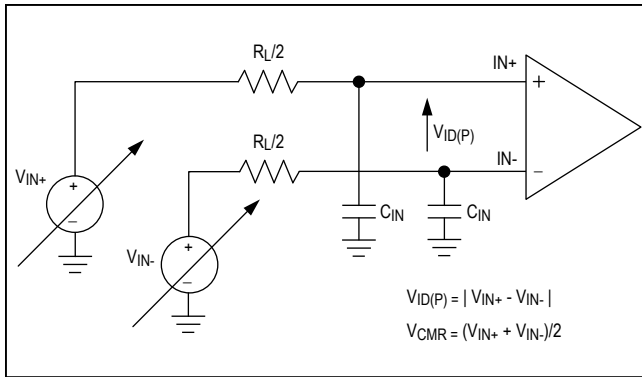 RL/2
IN+
+
RL/2
VID(P)
IN-
−
VIN+
+
−
CIN
CIN
VIN-
+
−
VID(P) = | VIN+ - VIN- |
VCMR = (VIN+ + VIN-)/2